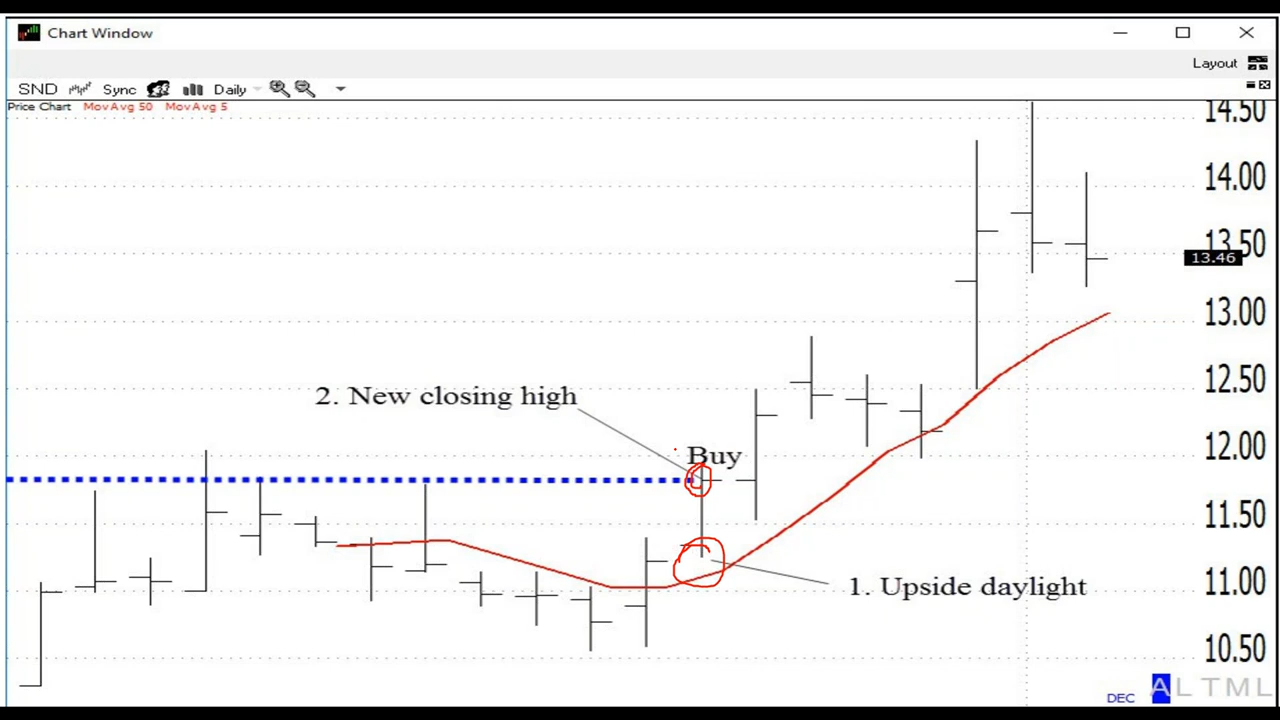 Chart Window
Layout
SND Sync Daily
Price Chart MovAvg 50 MovAvg 5
14.50
14.00
13.50
13.46
13.00
12.50
2. New closing high
12.00
Buy
11.50
11.00
1. Upside daylight
10.50
DEC
A L T M L